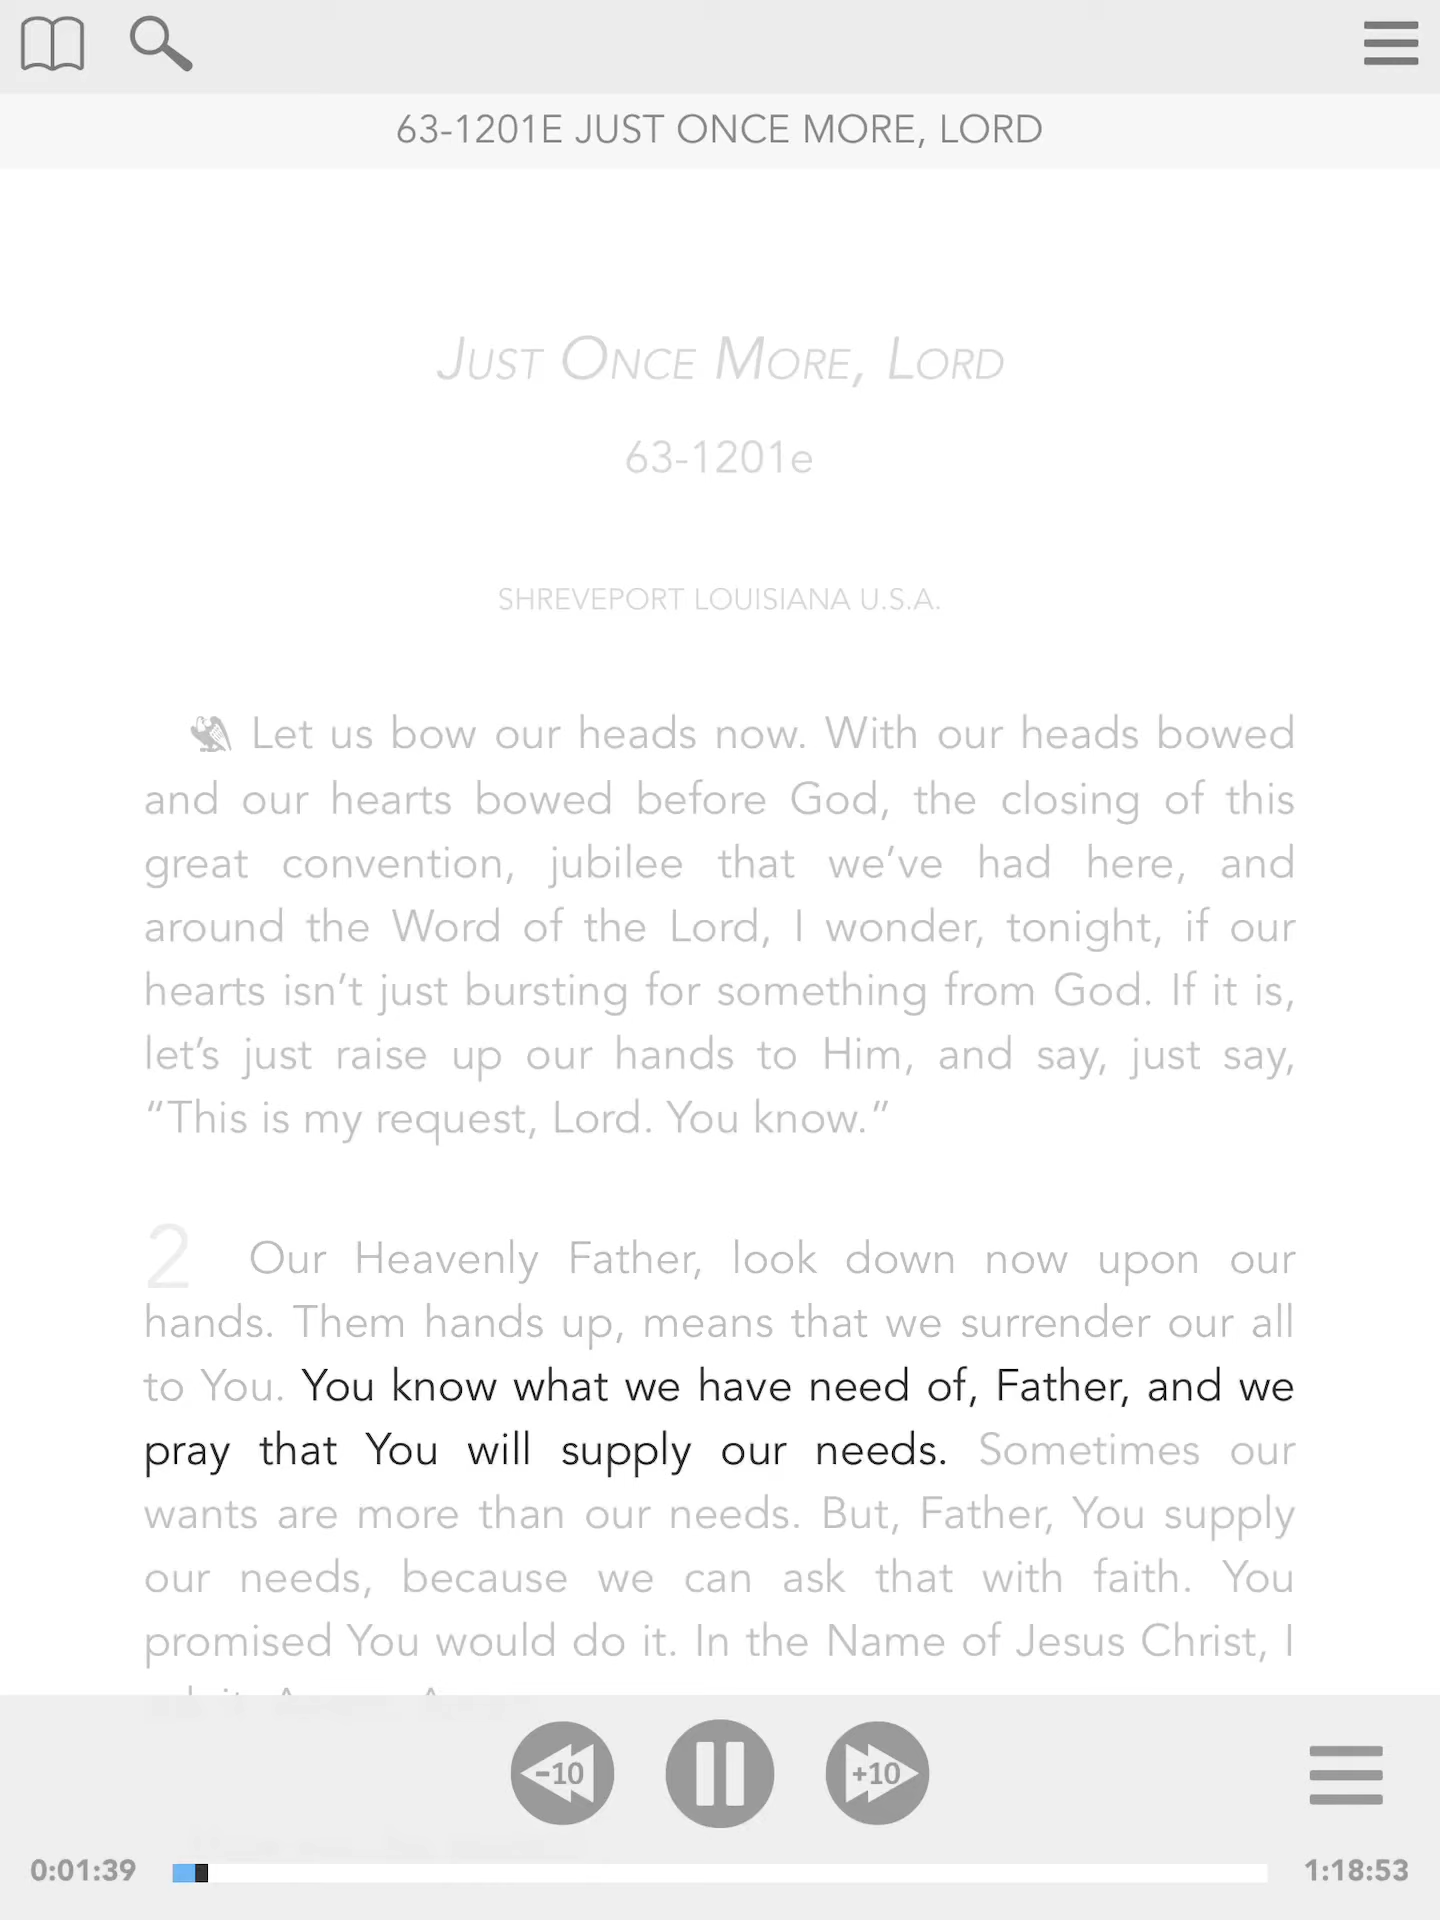 63-1201E JUST ONCE MORE, LORD
JUST ONCE MORE, LORD
63-1201e
SHREVEPORT LOUISIANA U.S.A.
Let us bow our heads now. With our heads bowed
and our hearts bowed before God, the closing of this
great convention, jubilee that we’ve had here, and
around the Word of the Lord, I wonder, tonight, if our
hearts isn’t just bursting for something from God. If it is,
let’s just raise up our hands to Him, and say, just say,
“This is my request, Lord. You know.”
2 Our Heavenly Father, look down now upon our
hands. Them hands up, means that we surrender our all
to You. You know what we have need of, Father, and we
pray that You will supply our needs. Sometimes our
wants are more than our needs. But, Father, You supply
our needs, because we can ask that with faith. You
promised You would do it. In the Name of Jesus Christ, I
-10 +10
0:01:39 1:18:53